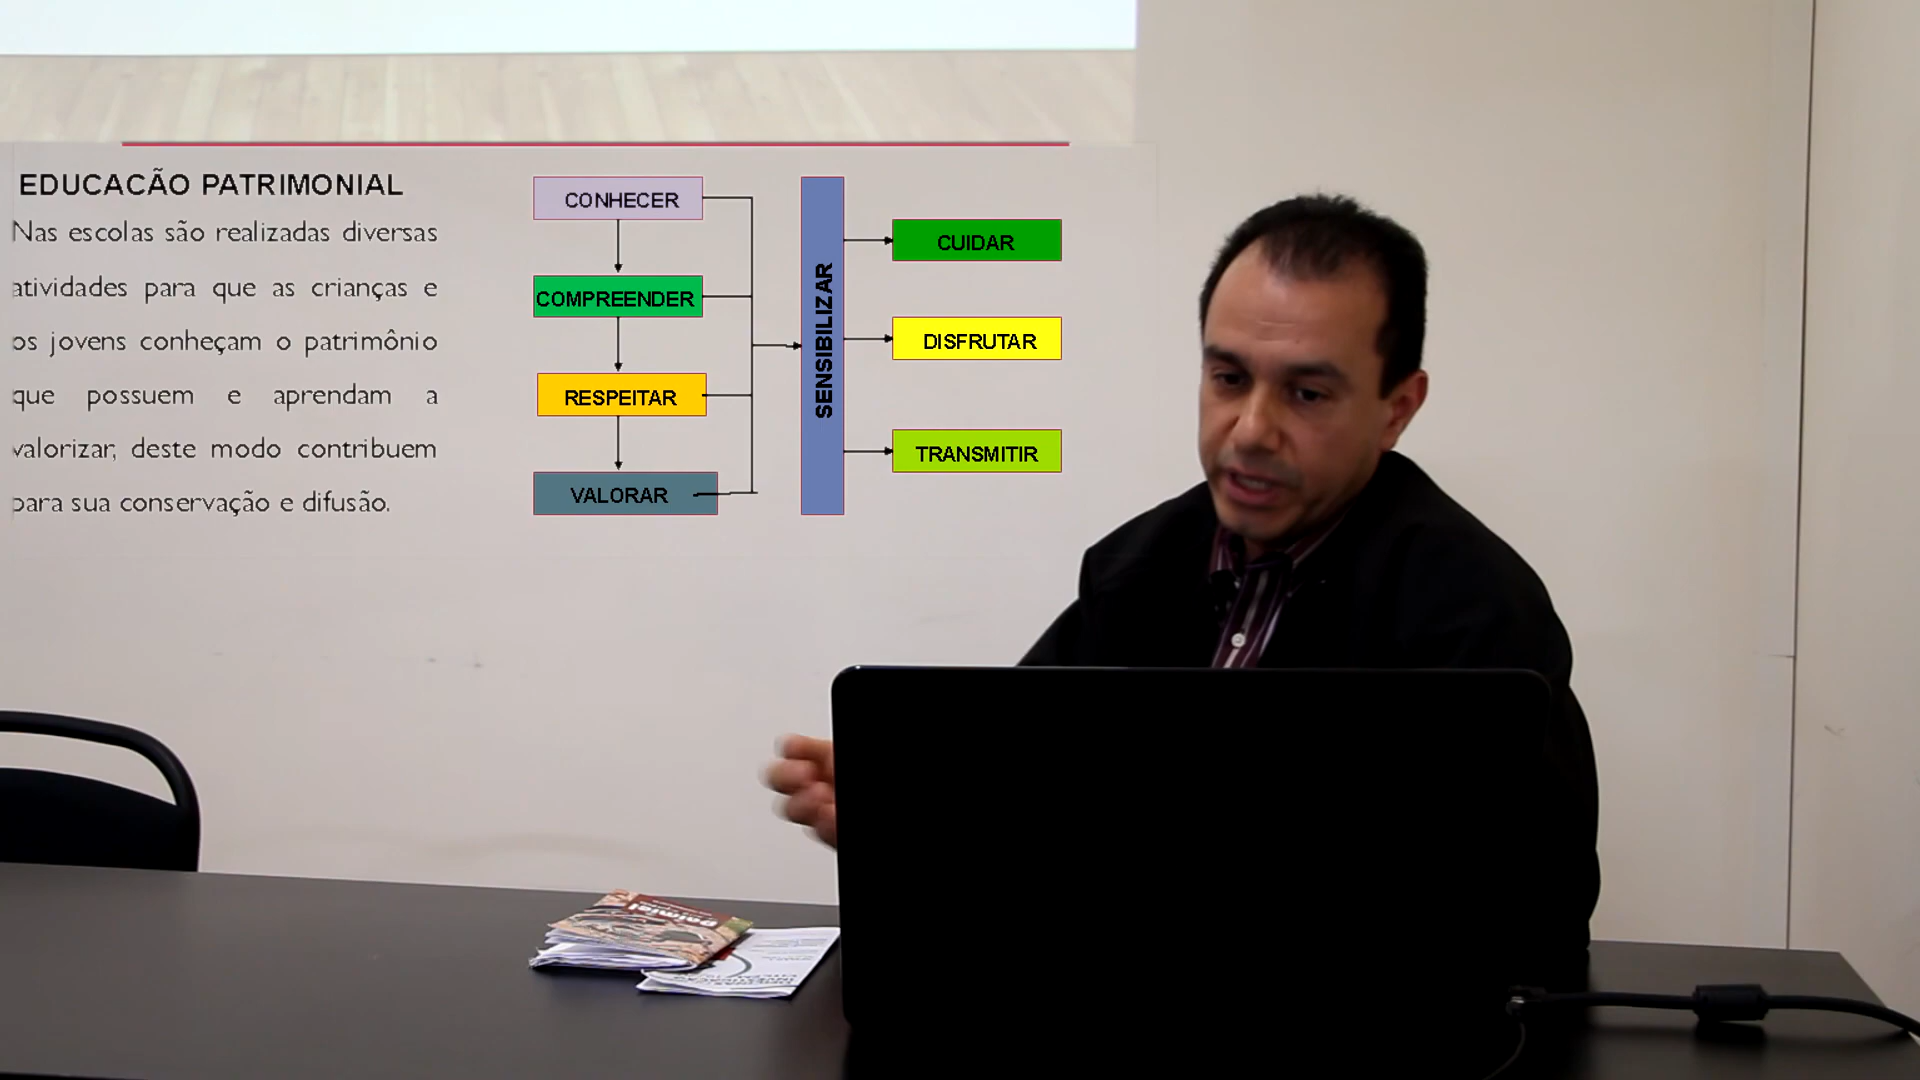 EDUCACÃO PATRIMONIAL
Nas escolas são realizadas diversas
atividades para que as crianças e
os jovens conheçam o patrimônio
que possuem e aprendam a
valorizar, deste modo contribuem
para sua conservação e difusão.
CONHECER
COMPREENDER
RESPEITAR
VALORAR
SENSIBILIZAR
CUIDAR
DISFRUTAR
TRANSMITIR